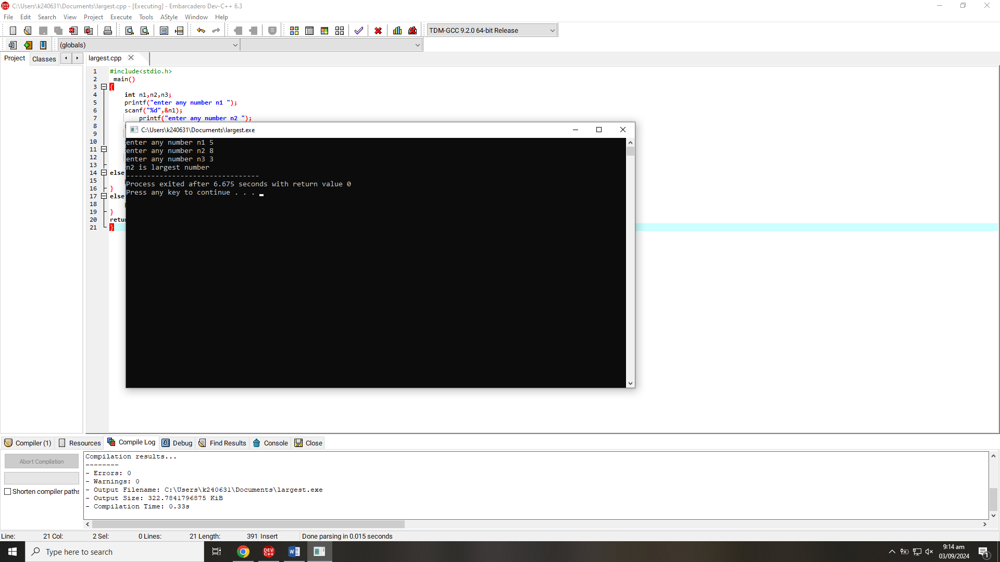 C:\Users\k240631\Documents\largest.cpp - [Executing] - Embarcadero Dev-C++ 6.3
File Edit Search View Project Execute Tools AStyle Window Help
TDM-GCC 9.2.0 64-bit Release
(globals)
Project Classes largest.cpp
1 #include<stdio.h>
2 main()
3 {
4 int n1,n2,n3;
5 printf("enter any number n1 ");
6 scanf("%d",&n1);
7 printf("enter any number n2 ");
8
9
10
11
12
13
14 else
15
16 }
17 else
18
19 }
20 retur
21 }
C:\Users\k240631\Documents\largest.exe
enter any number n1 5
enter any number n2 8
enter any number n3 3
n2 is largest number
--------------------------------
Process exited after 6.675 seconds with return value 0
Press any key to continue . . .
Compiler (1) Resources Compile Log Debug Find Results Console Close
Abort Compilation
Shorten compiler paths
Compilation results...
--------
- Errors: 0
- Warnings: 0
- Output Filename: C:\Users\k240631\Documents\largest.exe
- Output Size: 322.7841796875 KiB
- Compilation Time: 0.33s
Line: 21 Col: 2 Sel: 0 Lines: 21 Length: 391 Insert Done parsing in 0.015 seconds
Type here to search
DEV C++
9:14 am
03/09/2024
1